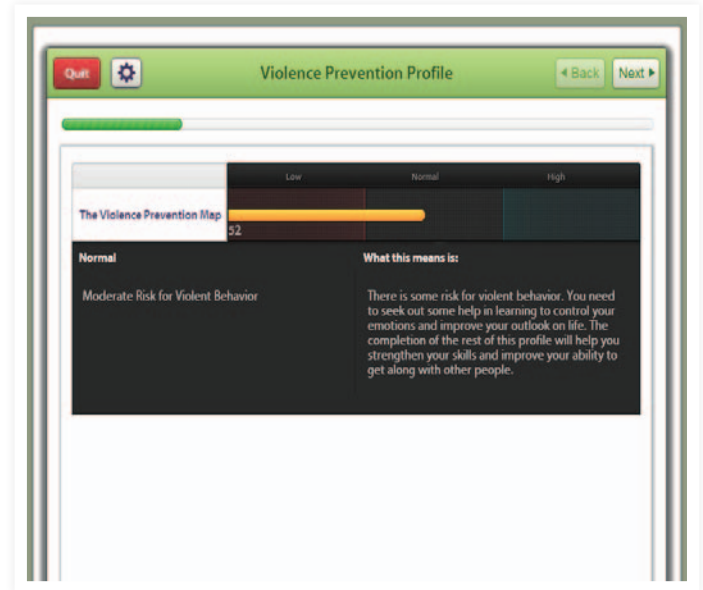 Quit
Violence Prevention Profile
Back
Next
Low Normal High
The Violence Prevention Map
52
Normal
What this means is:
Moderate Risk for Violent Behavior
There is some risk for violent behavior. You need
to seek out some help in learning to control your
emotions and improve your outlook on life. The
completion of the rest of this profile will help you
strengthen your skills and improve your ability to
get along with other people.